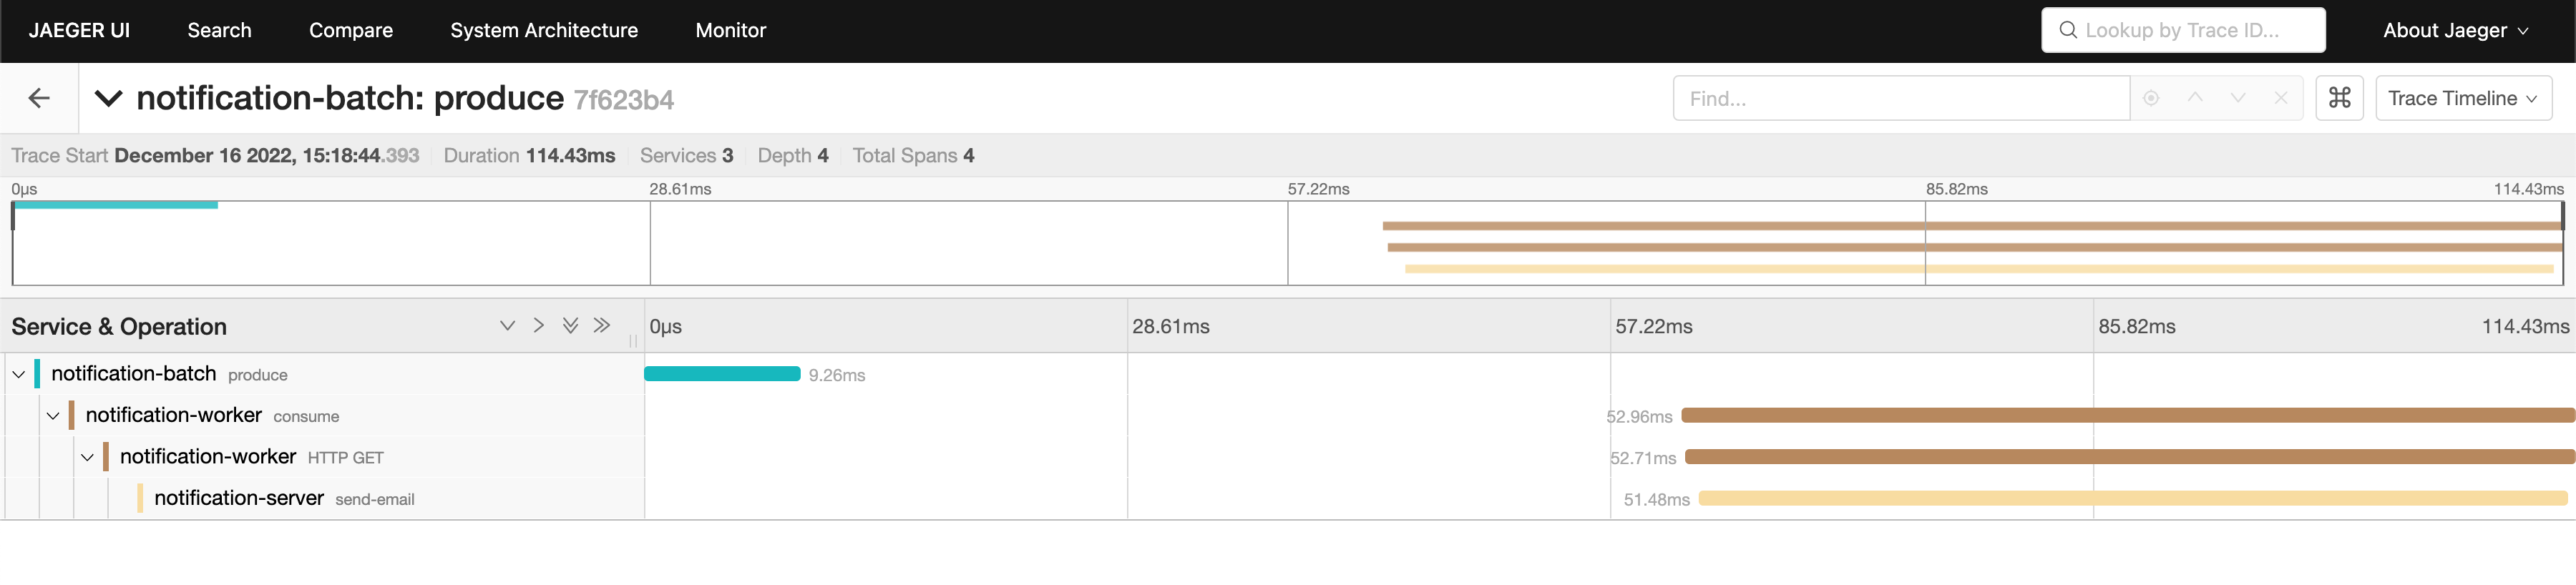 JAEGER UI Search Compare System Architecture Monitor Lookup by Trace ID... About Jaeger
notification-batch: produce 7f623b4 Find... Trace Timeline
Trace Start December 16 2022, 15:18:44.393 Duration 114.43ms Services 3 Depth 4 Total Spans 4
0μs 28.61ms 57.22ms 85.82ms 114.43ms
Service & Operation 0μs 28.61ms 57.22ms 85.82ms 114.43ms
notification-batch produce 9.26ms
notification-worker consume 52.96ms
notification-worker HTTP GET 52.71ms
notification-server send-email 51.48ms